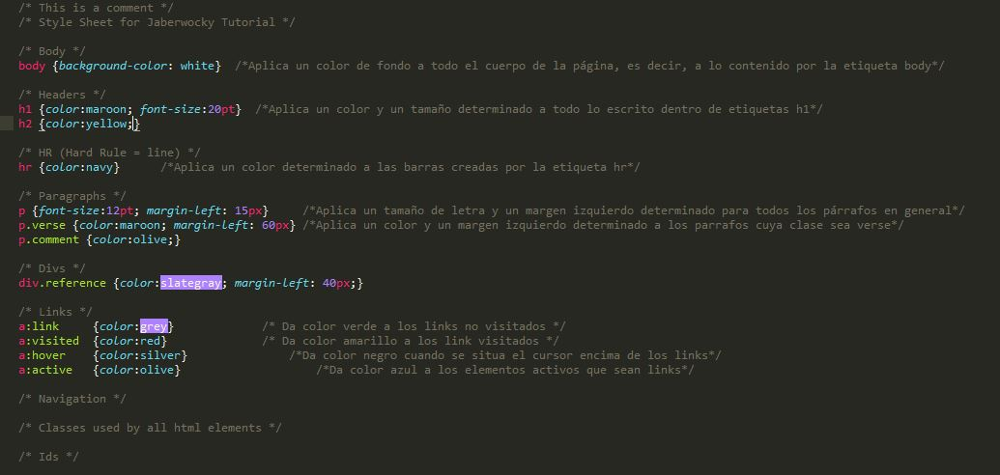 /* This is a comment */
/* Style Sheet for Jaberwocky Tutorial */
/* Body */
body {background-color: white}  /*Aplica un color de fondo a todo el cuerpo de la página, es decir, a lo contenido por la etiqueta body*/
/* Headers */
h1 {color:maroon; font-size:20pt}  /*Aplica un color y un tamaño determinado a todo lo escrito dentro de etiquetas h1*/
h2 {color:yellow;}
/* HR (Hard Rule = line) */
hr {color:navy}      /*Aplica un color determinado a las barras creadas por la etiqueta hr*/
/* Paragraphs */
p {font-size:12pt; margin-left: 15px}     /*Aplica un tamaño de letra y un margen izquierdo determinado para todos los párrafos en general*/
p.verse {color:maroon; margin-left: 60px} /*Aplica un color y un margen izquierdo determinado a los parrafos cuya clase sea verse*/
p.comment {color:olive;}
/* Divs */
div.reference {color:slategray; margin-left: 40px;}
/* Links */
a:link     {color:grey}             /* Da color verde a los links no visitados */
a:visited  {color:red}              /* Da color amarillo a los link visitados */
a:hover    {color:silver}               /*Da color negro cuando se situa el cursor encima de los links*/
a:active   {color:olive}                    /*Da color azul a los elementos activos que sean links*/
/* Navigation */
/* Classes used by all html elements */
/* Ids */